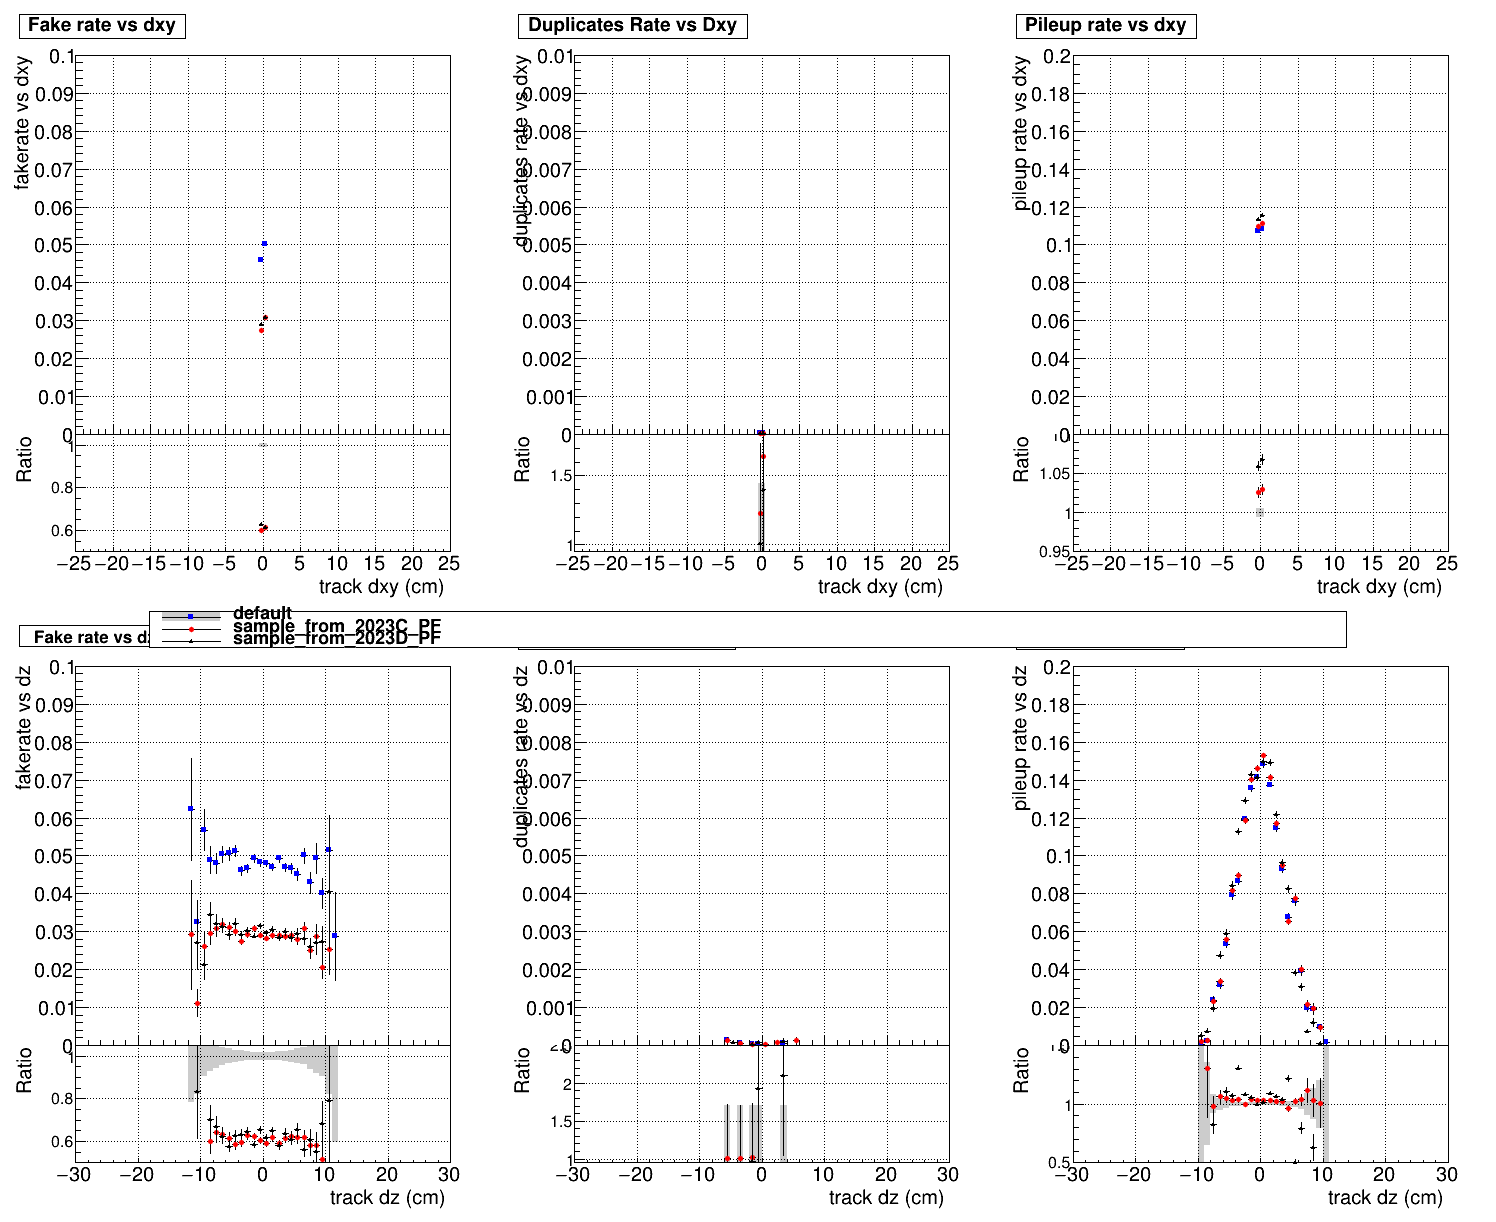 Fake rate vs dxy
Duplicates Rate vs Dxy
Pileup rate vs dxy
fakerate vs dxy
0.1
0.09
0.08
0.07
0.06
0.05
0.04
0.03
0.02
0.01
0
Ratio
1
0.8
0.6
−25 −20 −15 −10 −5 0 5 10 15 20 25
track dxy (cm)
duplicates rate vs dxy
0.01
0.009
0.008
0.007
0.006
0.005
0.004
0.003
0.002
0.001
0
Ratio
1.5
1
−25 −20 −15 −10 −5 0 5 10 15 20 25
track dxy (cm)
pileup rate vs dxy
0.2
0.18
0.16
0.14
0.12
0.1
0.08
0.06
0.04
0.02
0
Ratio
1.05
1
0.95
−25 −20 −15 −10 −5 0 5 10 15 20 25
track dxy (cm)
default
sample_from_2023C_PF
sample_from_2023D_PF
Fake rate vs dz
fakerate vs dz
0.1
0.09
0.08
0.07
0.06
0.05
0.04
0.03
0.02
0.01
0
Ratio
1
0.8
0.6
−30 −20 −10 0 10 20 30
track dz (cm)
duplicates rate vs dz
0.01
0.009
0.008
0.007
0.006
0.005
0.004
0.003
0.002
0.001
0
Ratio
2
1.5
1
−30 −20 −10 0 10 20 30
track dz (cm)
pileup rate vs dz
0.2
0.18
0.16
0.14
0.12
0.1
0.08
0.06
0.04
0.02
0
Ratio
1
0.5
−30 −20 −10 0 10 20 30
track dz (cm)